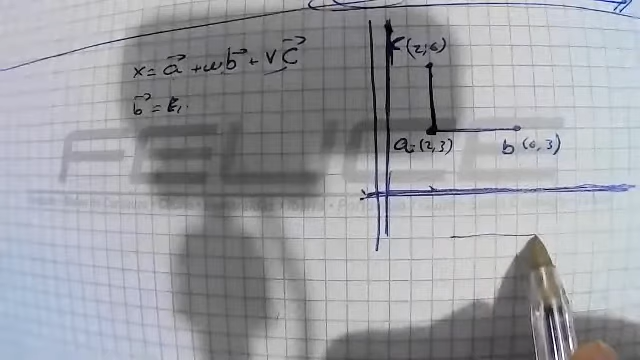 x = a⃗ + u b⃗ + v c⃗
b⃗ =
(2,6)
a=(2,3)
b (6,3)
FELICE